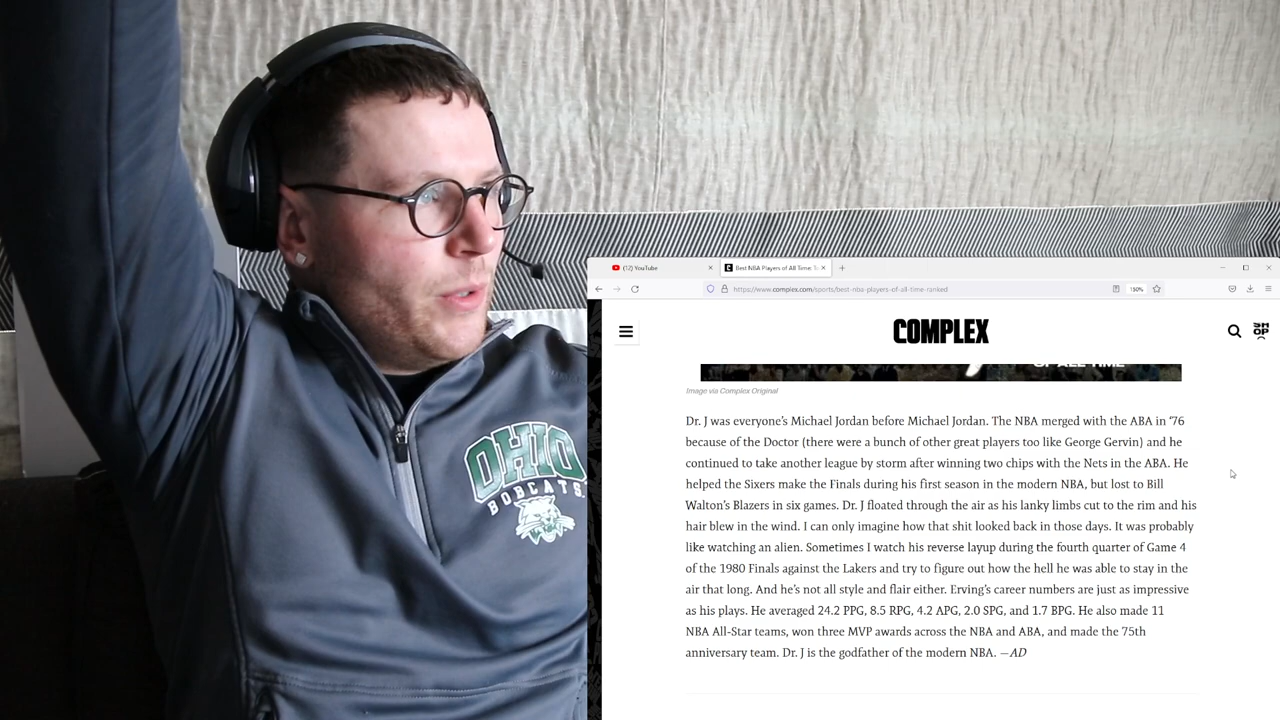 OHIO
BOBCATS.
(12) YouTube
Best NBA Players of All Time: T
https://www.complex.com/sports/best-nba-players-of-all-time-ranked
150%
COMPLEX
SHOP
OF ALL TIME
Image via Complex Original
Dr. J was everyone's Michael Jordan before Michael Jordan. The NBA merged with the ABA in '76
because of the Doctor (there were a bunch of other great players too like George Gervin) and he
continued to take another league by storm after winning two chips with the Nets in the ABA. He
helped the Sixers make the Finals during his first season in the modern NBA, but lost to Bill
Walton's Blazers in six games. Dr. J floated through the air as his lanky limbs cut to the rim and his
hair blew in the wind. I can only imagine how that shit looked back in those days. It was probably
like watching an alien. Sometimes I watch his reverse layup during the fourth quarter of Game 4
of the 1980 Finals against the Lakers and try to figure out how the hell he was able to stay in the
air that long. And he's not all style and flair either. Erving's career numbers are just as impressive
as his plays. He averaged 24.2 PPG, 8.5 RPG, 4.2 APG, 2.0 SPG, and 1.7 BPG. He also made 11
NBA All-Star teams, won three MVP awards across the NBA and ABA, and made the 75th
anniversary team. Dr. J is the godfather of the modern NBA. —AD